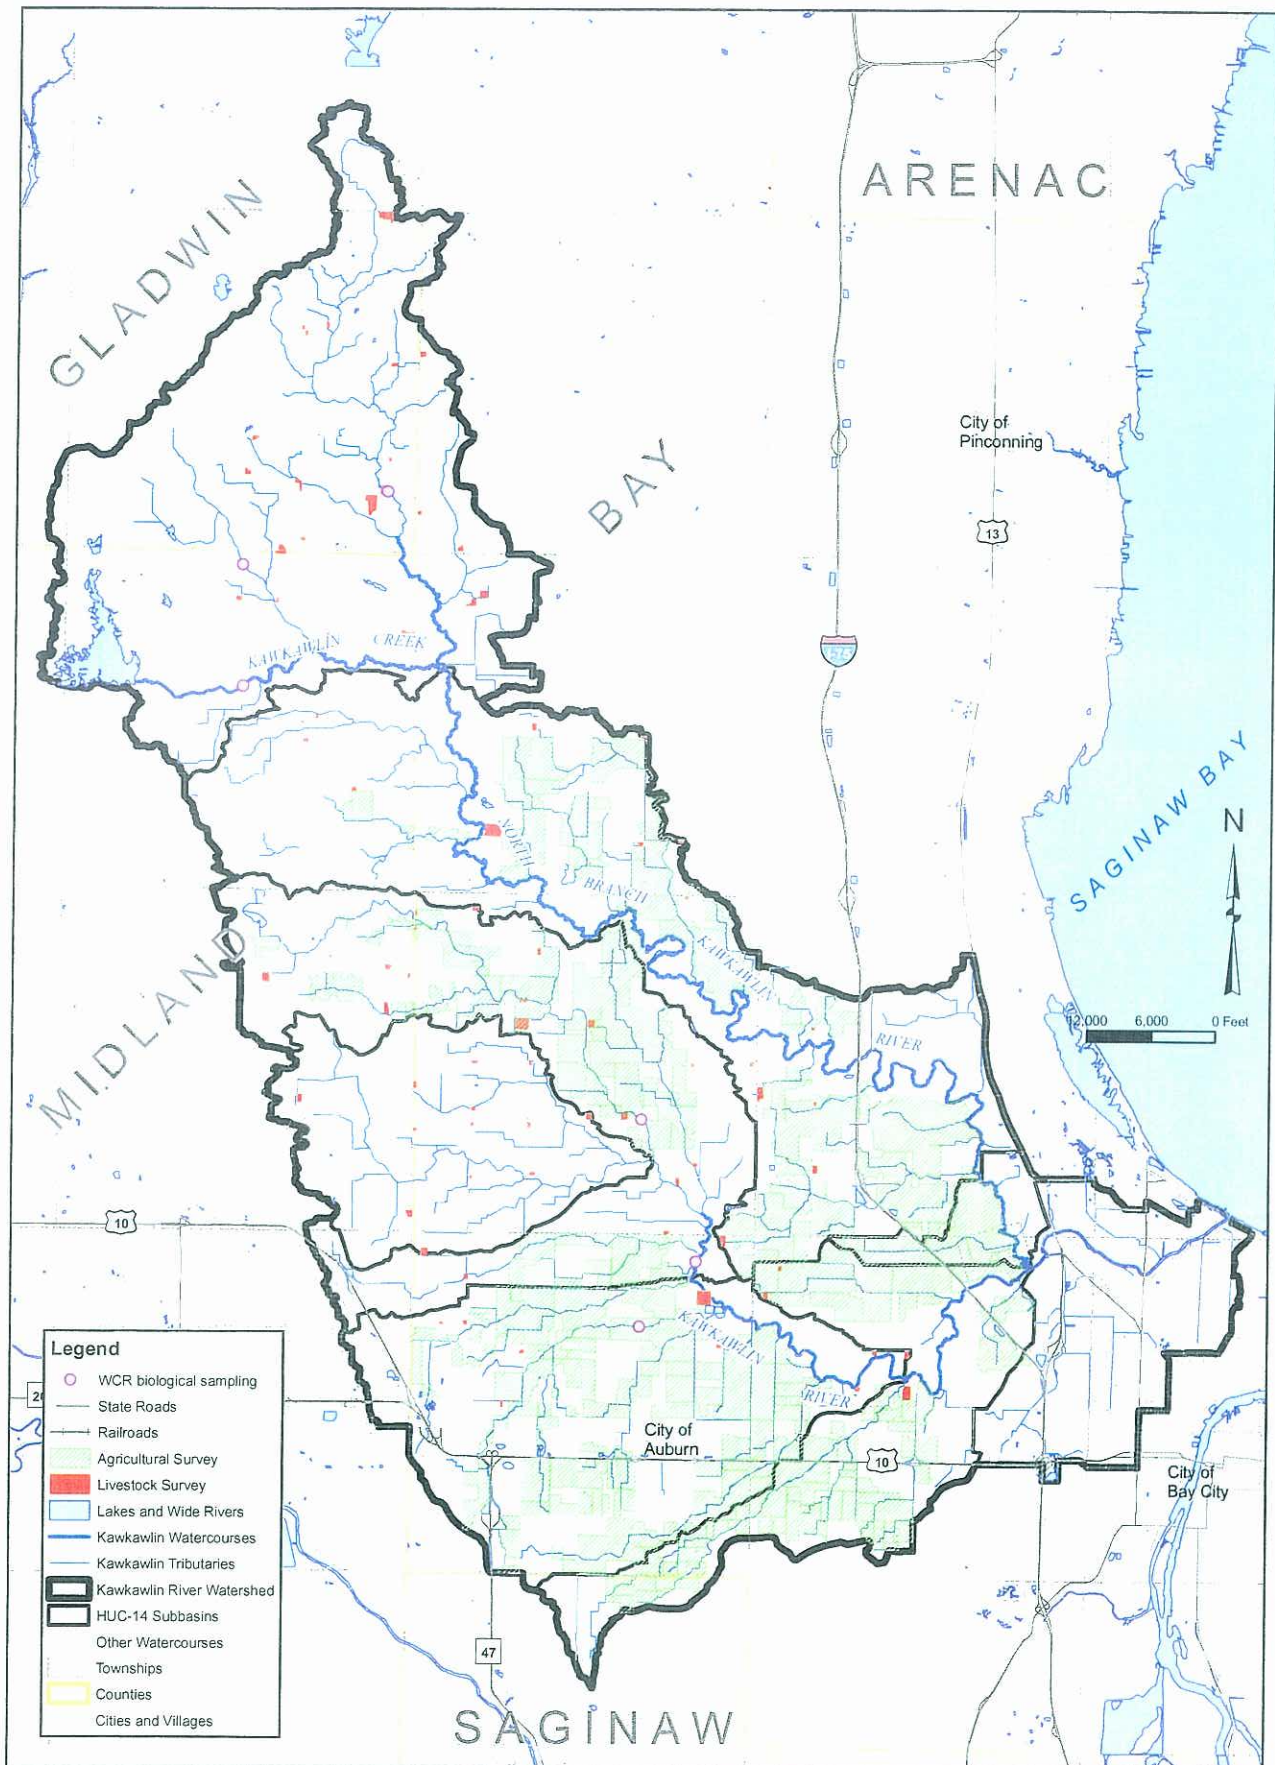 ARENAC
GLADWIN
City of
Pinconning
BAY
13
I-75
KAWKAWLIN CREEK
SAGINAW BAY
N
NORTH
BRANCH
KAWKAWLIN
RIVER
MIDLAND
12,000 6,000 0 Feet
10
KAWKAWLIN
RIVER
Legend
WCR biological sampling
State Roads
Railroads
Agricultural Survey
Livestock Survey
Lakes and Wide Rivers
Kawkawlin Watercourses
Kawkawlin Tributaries
Kawkawlin River Watershed
HUC-14 Subbasins
Other Watercourses
Townships
Counties
Cities and Villages
City of
Auburn
10
City of
Bay City
47
SAGINAW